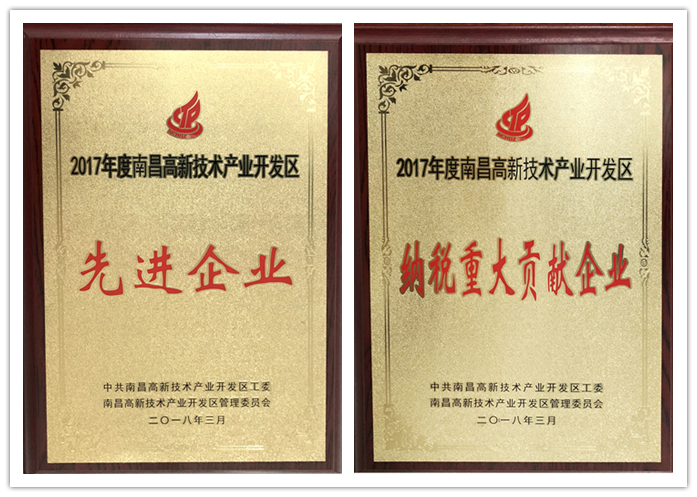 2017年度南昌高新技术产业开发区
先进企业
中共南昌高新技术产业开发区工委
南昌高新技术产业开发区管理委员会
二〇一八年三月
2017年度南昌高新技术产业开发区
纳税重大贡献企业
中共南昌高新技术产业开发区工委
南昌高新技术产业开发区管理委员会
二〇一八年三月